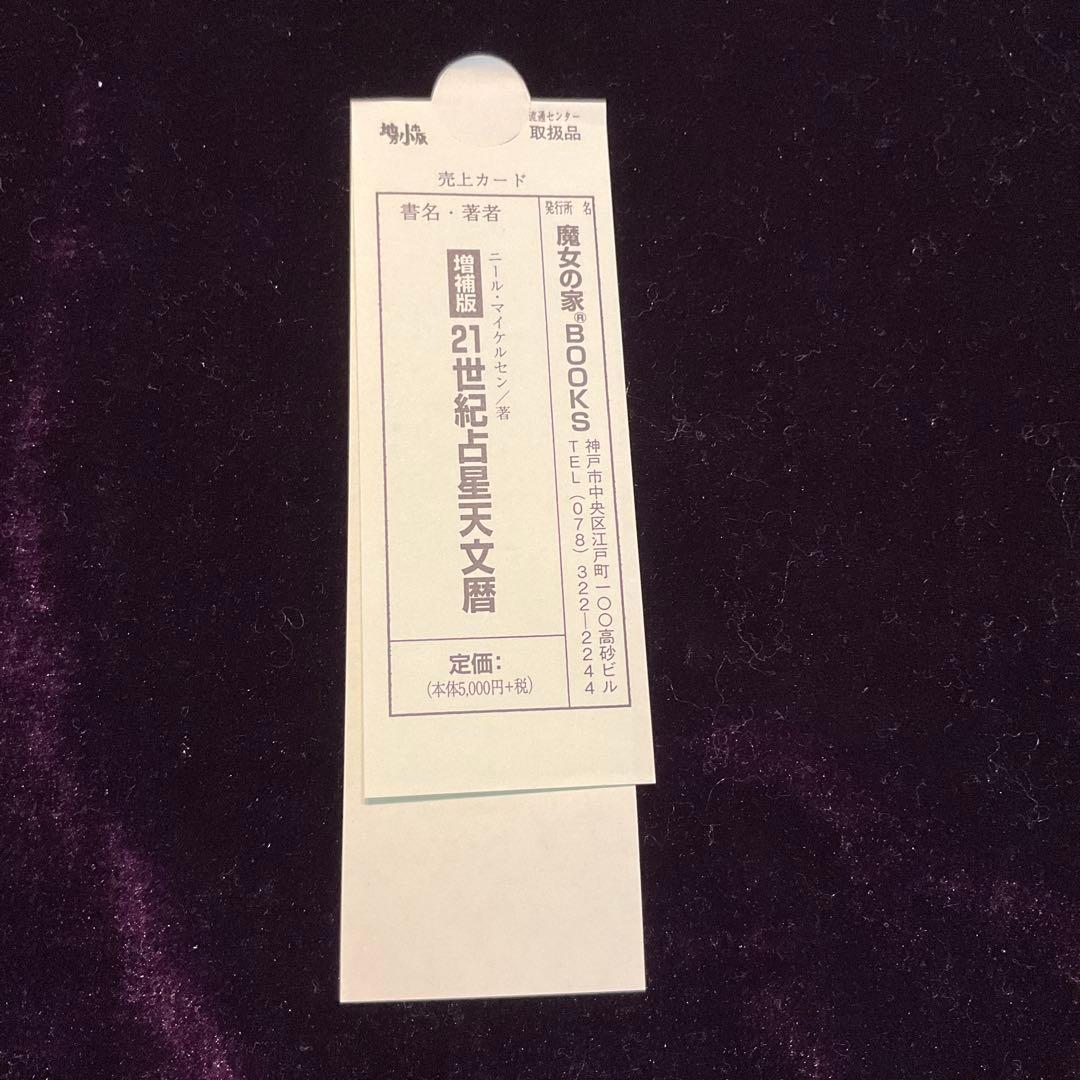 地方小出版
流通センター
取扱品
売上カード
書名・著者
発行所 名
魔女の家®BOOKS
神戸市中央区江戸町一〇〇高砂ビル
TEL(078)322—2244
ニール・マイケルセン/著
増補版 21世紀占星天文暦
定価:
(本体5,000円+税)